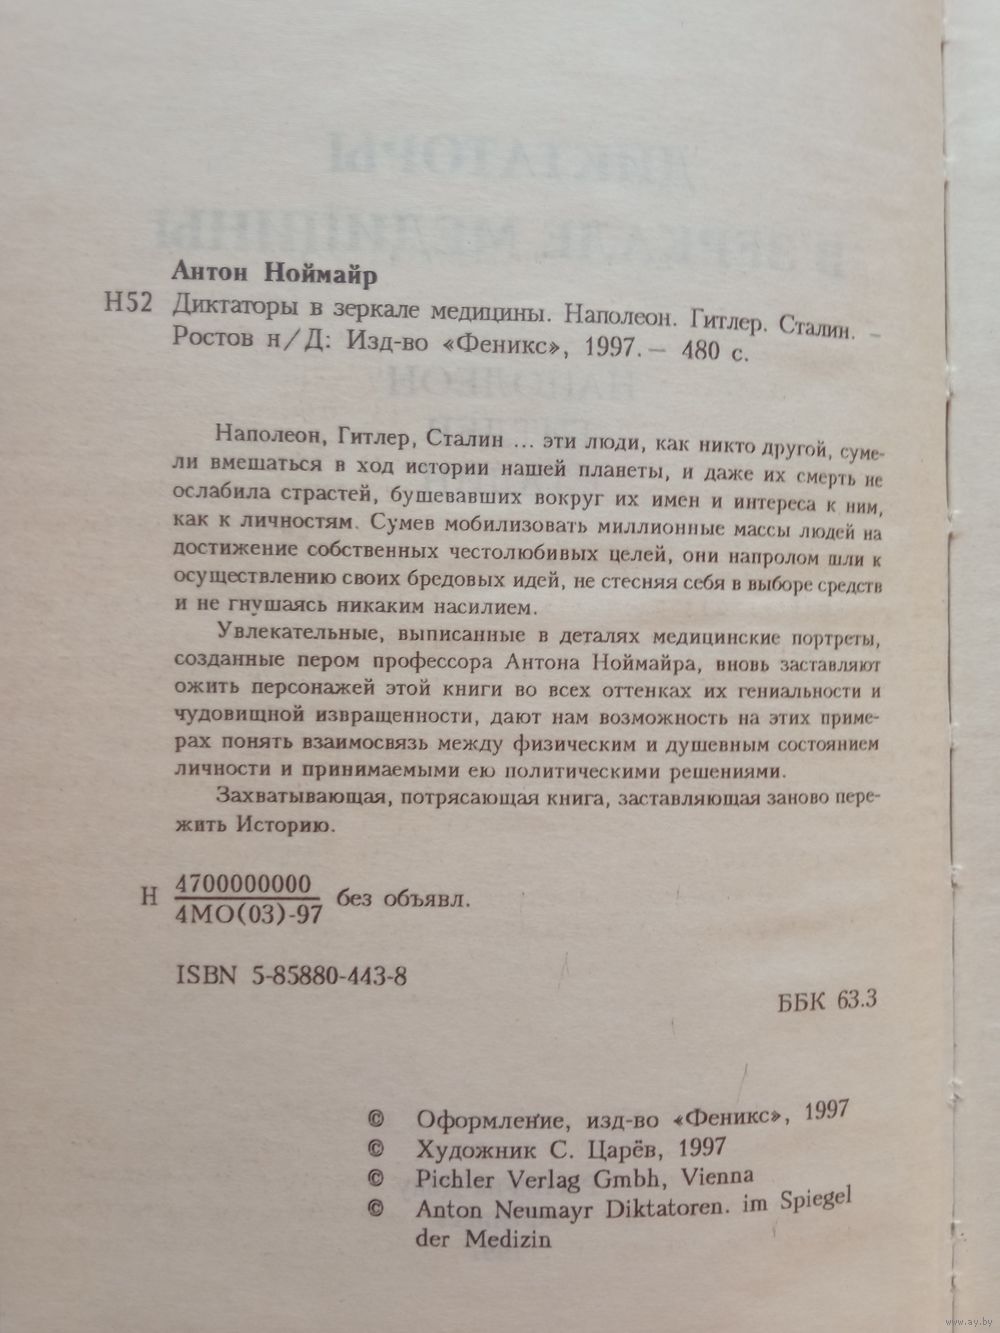 Антон Ноймайр
Н52 Диктаторы в зеркале медицины. Наполеон. Гитлер. Сталин. –
Ростов н/Д: Изд-во «Феникс», 1997.— 480 с.
Наполеон, Гитлер, Сталин ... эти люди, как никто другой, суме-
ли вмешаться в ход истории нашей планеты, и даже их смерть не
ослабила страстей, бушевавших вокруг их имен и интереса к ним,
как к личностям. Сумев мобилизовать миллионные массы людей на
достижение собственных честолюбивых целей, они напролом шли к
осуществлению своих бредовых идей, не стесняя себя в выборе средств
и не гнушаясь никаким насилием.
Увлекательные, выписанные в деталях медицинские портреты,
созданные пером профессора Антона Ноймайра, вновь заставляют
ожить персонажей этой книги во всех оттенках их гениальности и
чудовищной извращенности, дают нам возможность на этих приме-
рах понять взаимосвязь между физическим и душевным состоянием
личности и принимаемыми ею политическими решениями.
Захватывающая, потрясающая книга, заставляющая заново пере-
жить Историю.
Н 4700000000
4МО(03)-97 без объявл.
ISBN 5-85880-443-8
ББК 63.3
© Оформление, изд-во «Феникс», 1997
© Художник С. Царёв, 1997
© Pichler Verlag Gmbh, Vienna
© Anton Neumayr Diktatoren. im Spiegel
der Medizin
www.ay.by